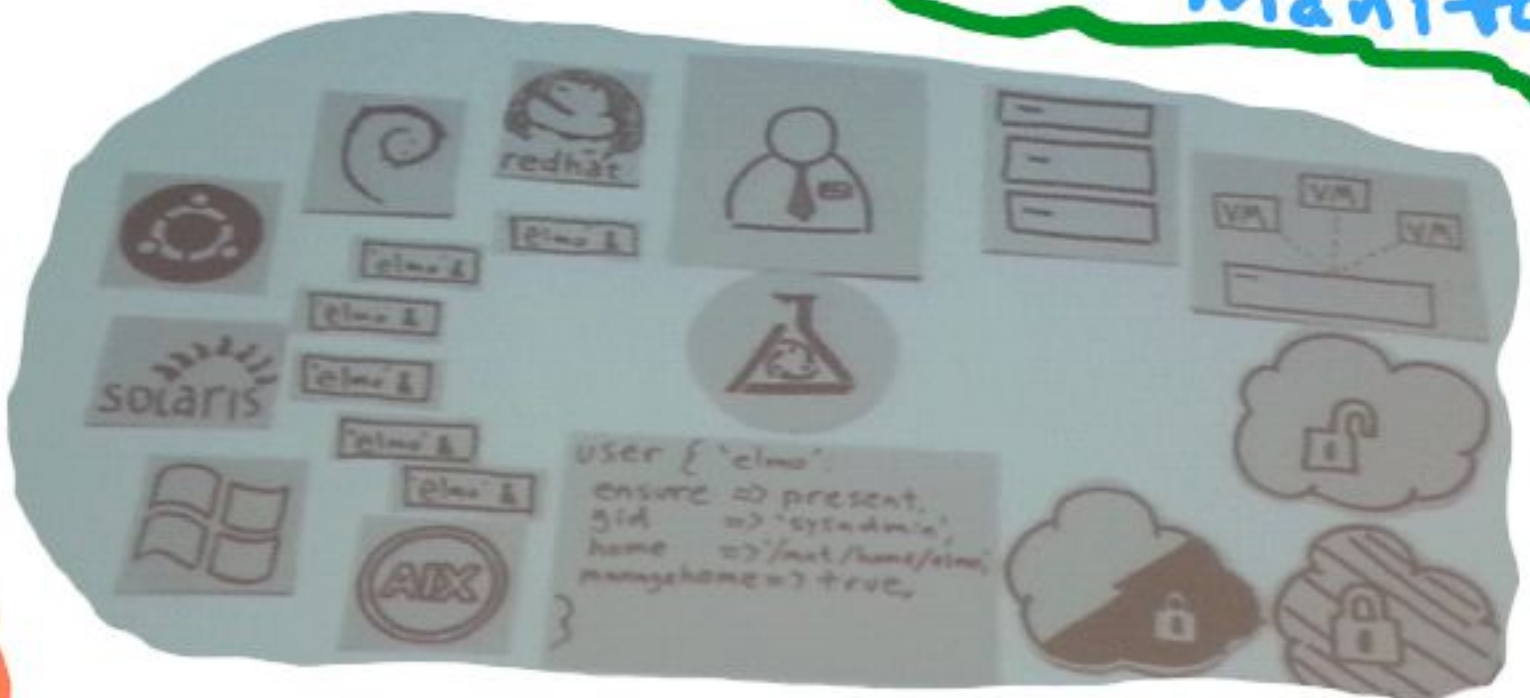 redhat
VM
VM
VM
'elmo' &
'elmo' &
'elmo' &
'elmo' &
'elmo' &
'elmo' &
solaris
AIX
user { 'elmo':
ensure => present,
gid => 'sysadmin',
home => '/mnt/home/elmo',
managehome => true,
}